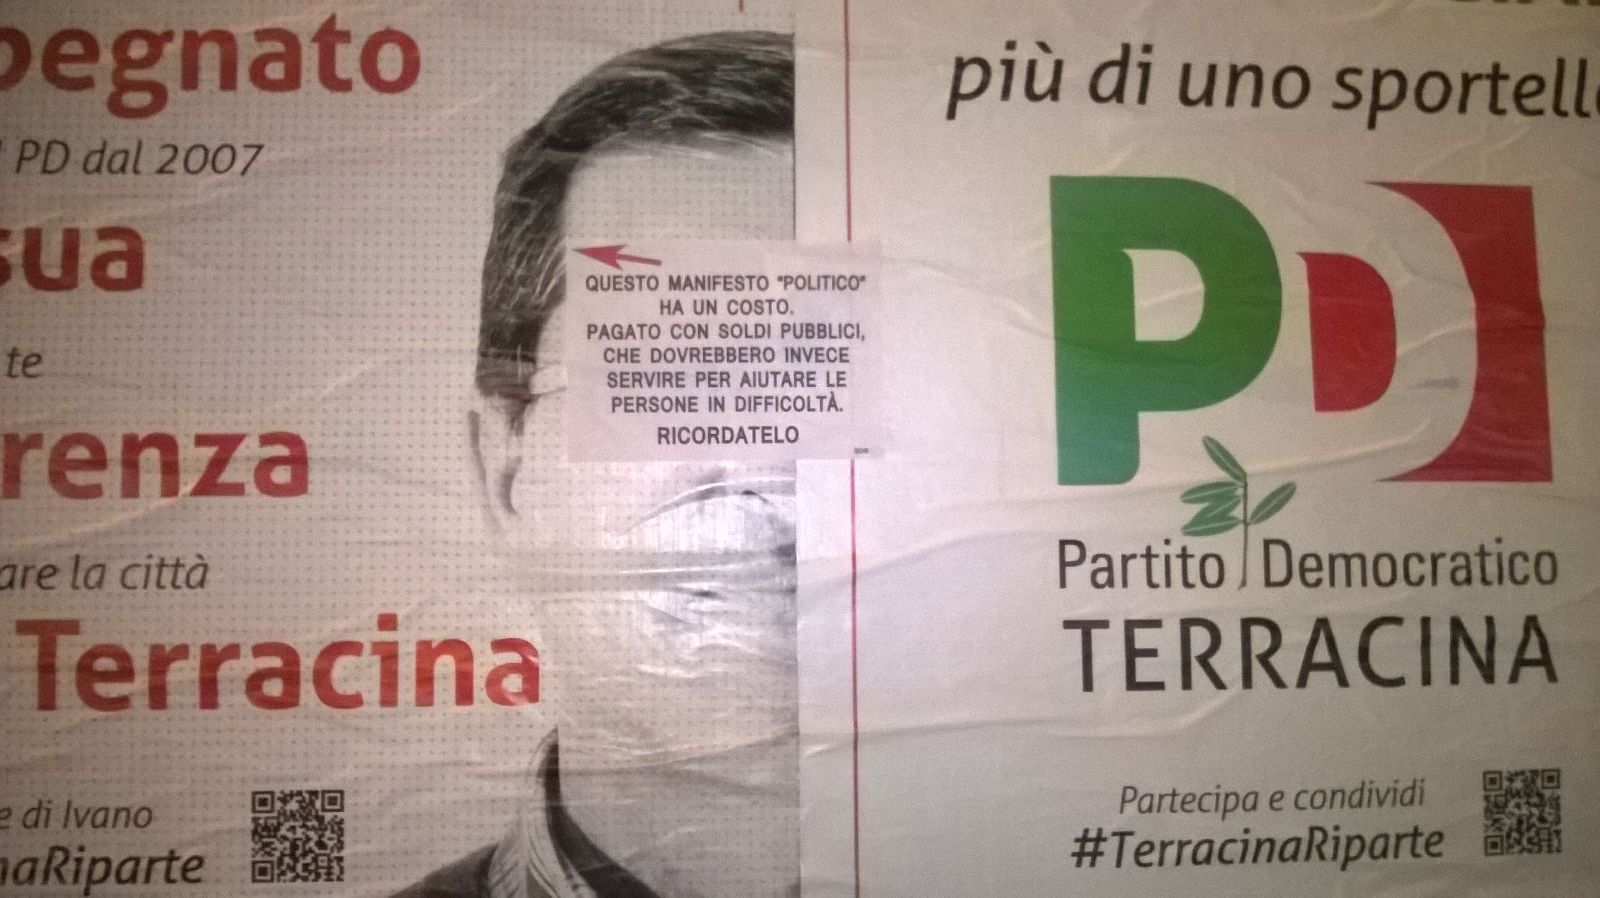 pegnato
PD dal 2007
sua
te
renza
are la città
Terracina
e di Ivano
naRiparte
QUESTO MANIFESTO "POLITICO"
HA UN COSTO.
PAGATO CON SOLDI PUBBLICI,
CHE DOVREBBERO INVECE
SERVIRE PER AIUTARE LE
PERSONE IN DIFFICOLTÀ.
RICORDATELO
più di uno sportello
PD
Partito Democratico
TERRACINA
Partecipa e condividi
#TerracinaRiparte